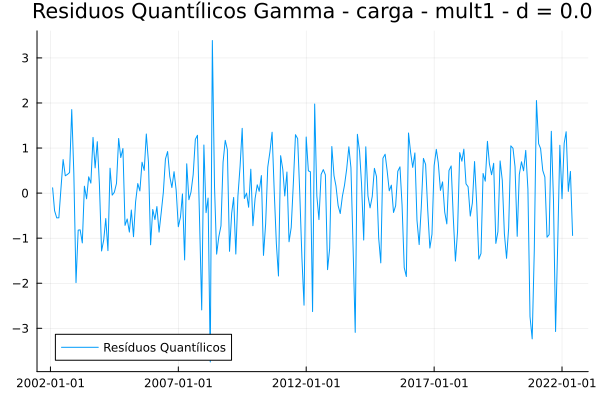 Residuos Quantílicos Gamma - carga - mult1 - d = 0.0
3
2
1
0
-1
-2
-3
Resíduos Quantílicos
2002-01-01 2007-01-01 2012-01-01 2017-01-01 2022-01-01